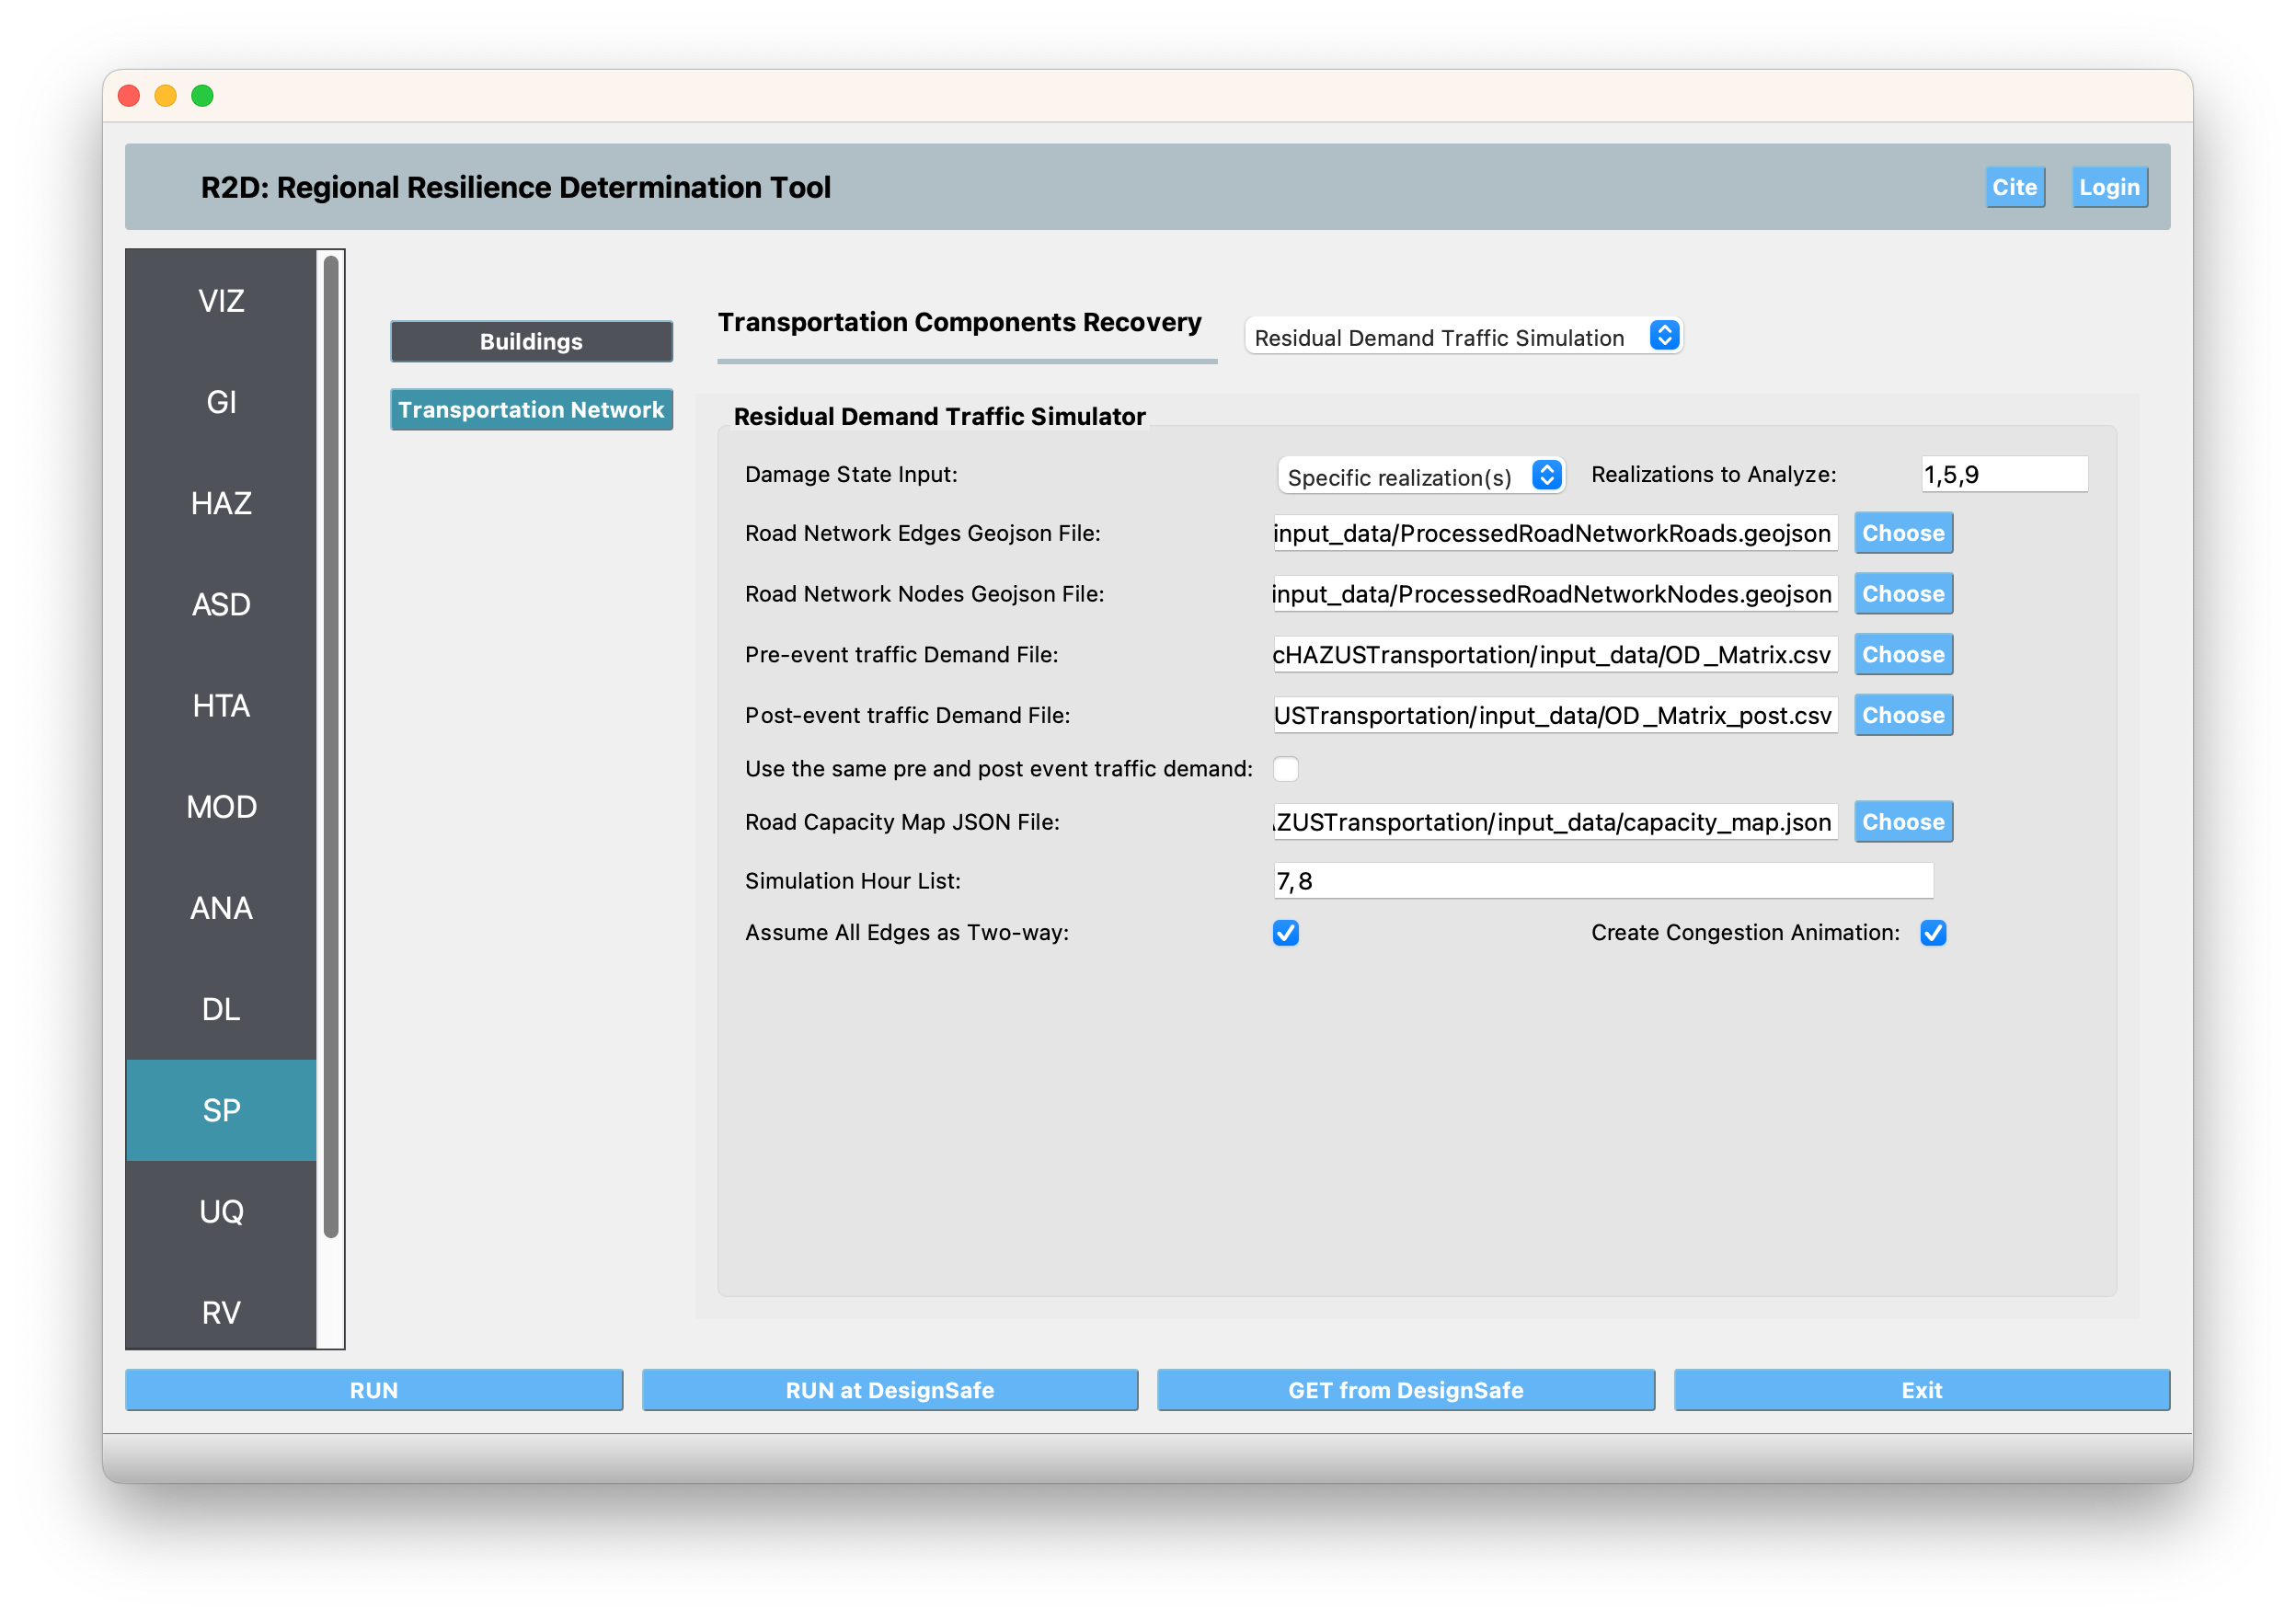 R2D: Regional Resilience Determination Tool
Cite
Login
VIZ
GI
HAZ
ASD
HTA
MOD
ANA
DL
SP
UQ
RV
Buildings
Transportation Network
Transportation Components Recovery
Residual Demand Traffic Simulation
Residual Demand Traffic Simulator
Damage State Input: Specific realization(s) Realizations to Analyze: 1,5,9
Road Network Edges Geojson File: input_data/ProcessedRoadNetworkRoads.geojson Choose
Road Network Nodes Geojson File: input_data/ProcessedRoadNetworkNodes.geojson Choose
Pre-event traffic Demand File: cHAZUSTransportation/input_data/OD_Matrix.csv Choose
Post-event traffic Demand File: USTransportation/input_data/OD_Matrix_post.csv Choose
Use the same pre and post event traffic demand:
Road Capacity Map JSON File: ZUSTransportation/input_data/capacity_map.json Choose
Simulation Hour List: 7,8
Assume All Edges as Two-way: Create Congestion Animation:
RUN
RUN at DesignSafe
GET from DesignSafe
Exit